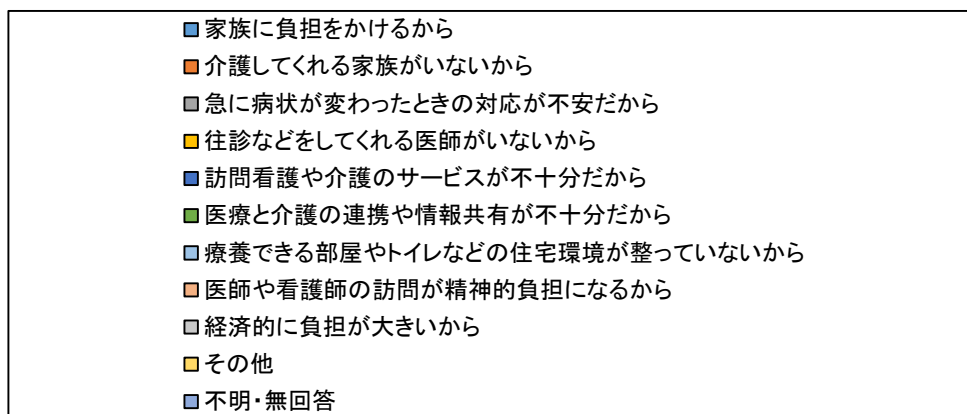 家族に負担をかけるから
介護してくれる家族がいないから
急に病状が変わったときの対応が不安だから
往診などをしてくれる医師がいないから
訪問看護や介護のサービスが不十分だから
医療と介護の連携や情報共有が不十分だから
療養できる部屋やトイレなどの住宅環境が整っていないから
医師や看護師の訪問が精神的負担になるから
経済的に負担が大きいから
その他
不明・無回答